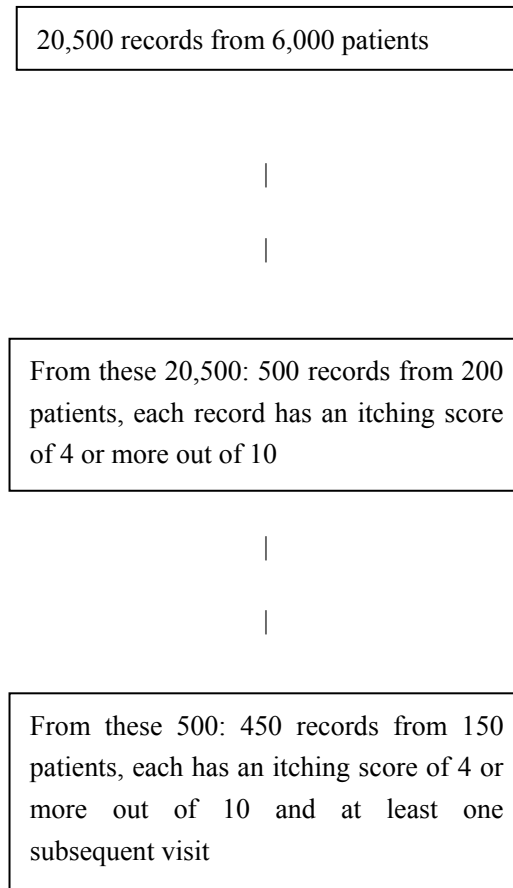 20,500 records from 6,000 patients
From these 20,500: 500 records from 200
patients, each record has an itching score
of 4 or more out of 10
From these 500: 450 records from 150
patients, each has an itching score of 4 or
more out of 10 and at least one
subsequent visit